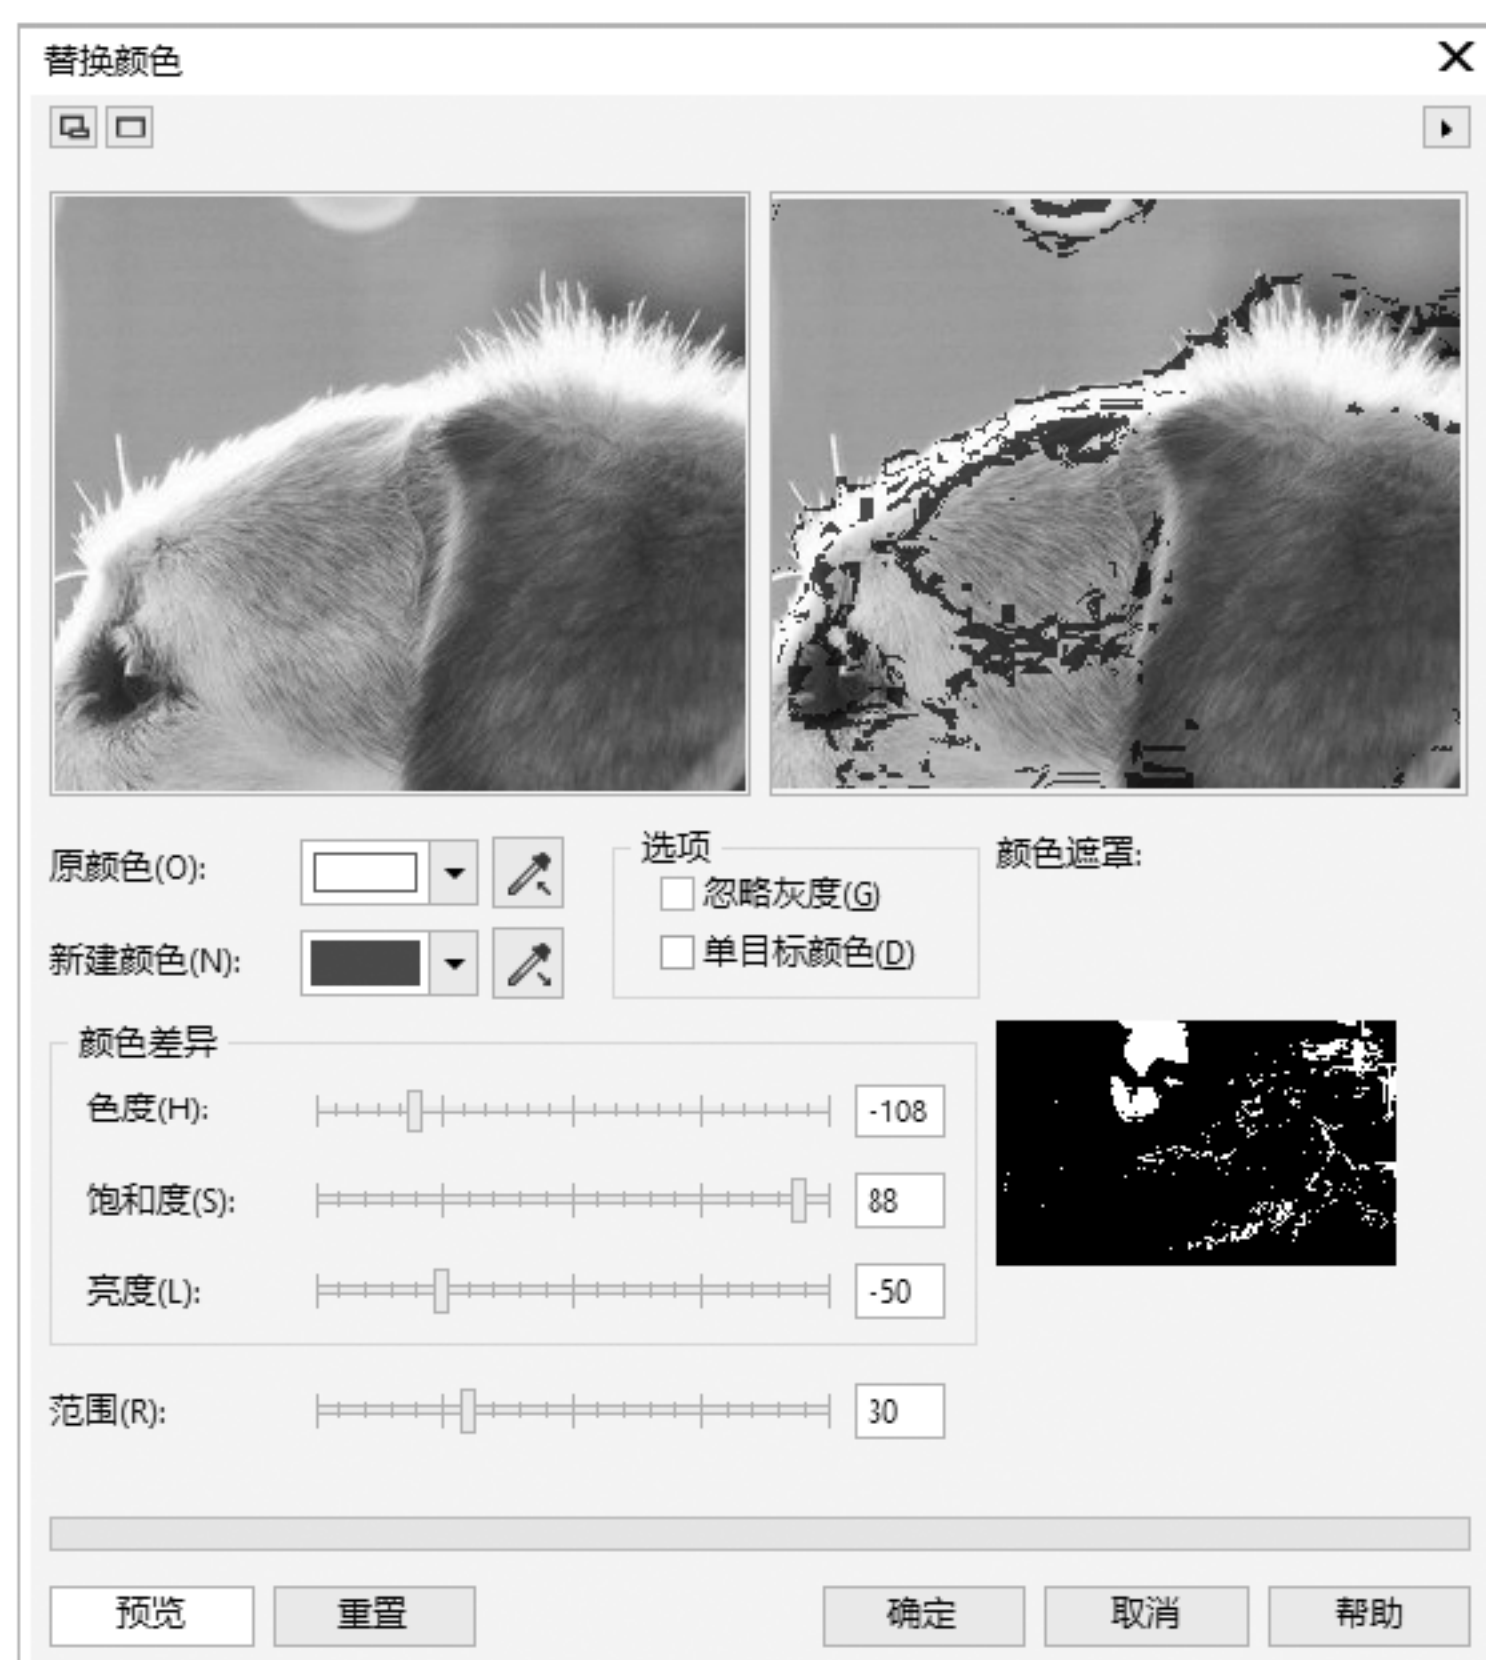 替换颜色
原颜色(O):
新建颜色(N):
选项
忽略灰度(G)
单目标颜色(D)
颜色遮罩:
颜色差异
色度(H):
-108
饱和度(S):
88
亮度(L):
-50
范围(R):
30
预览
重置
确定
取消
帮助